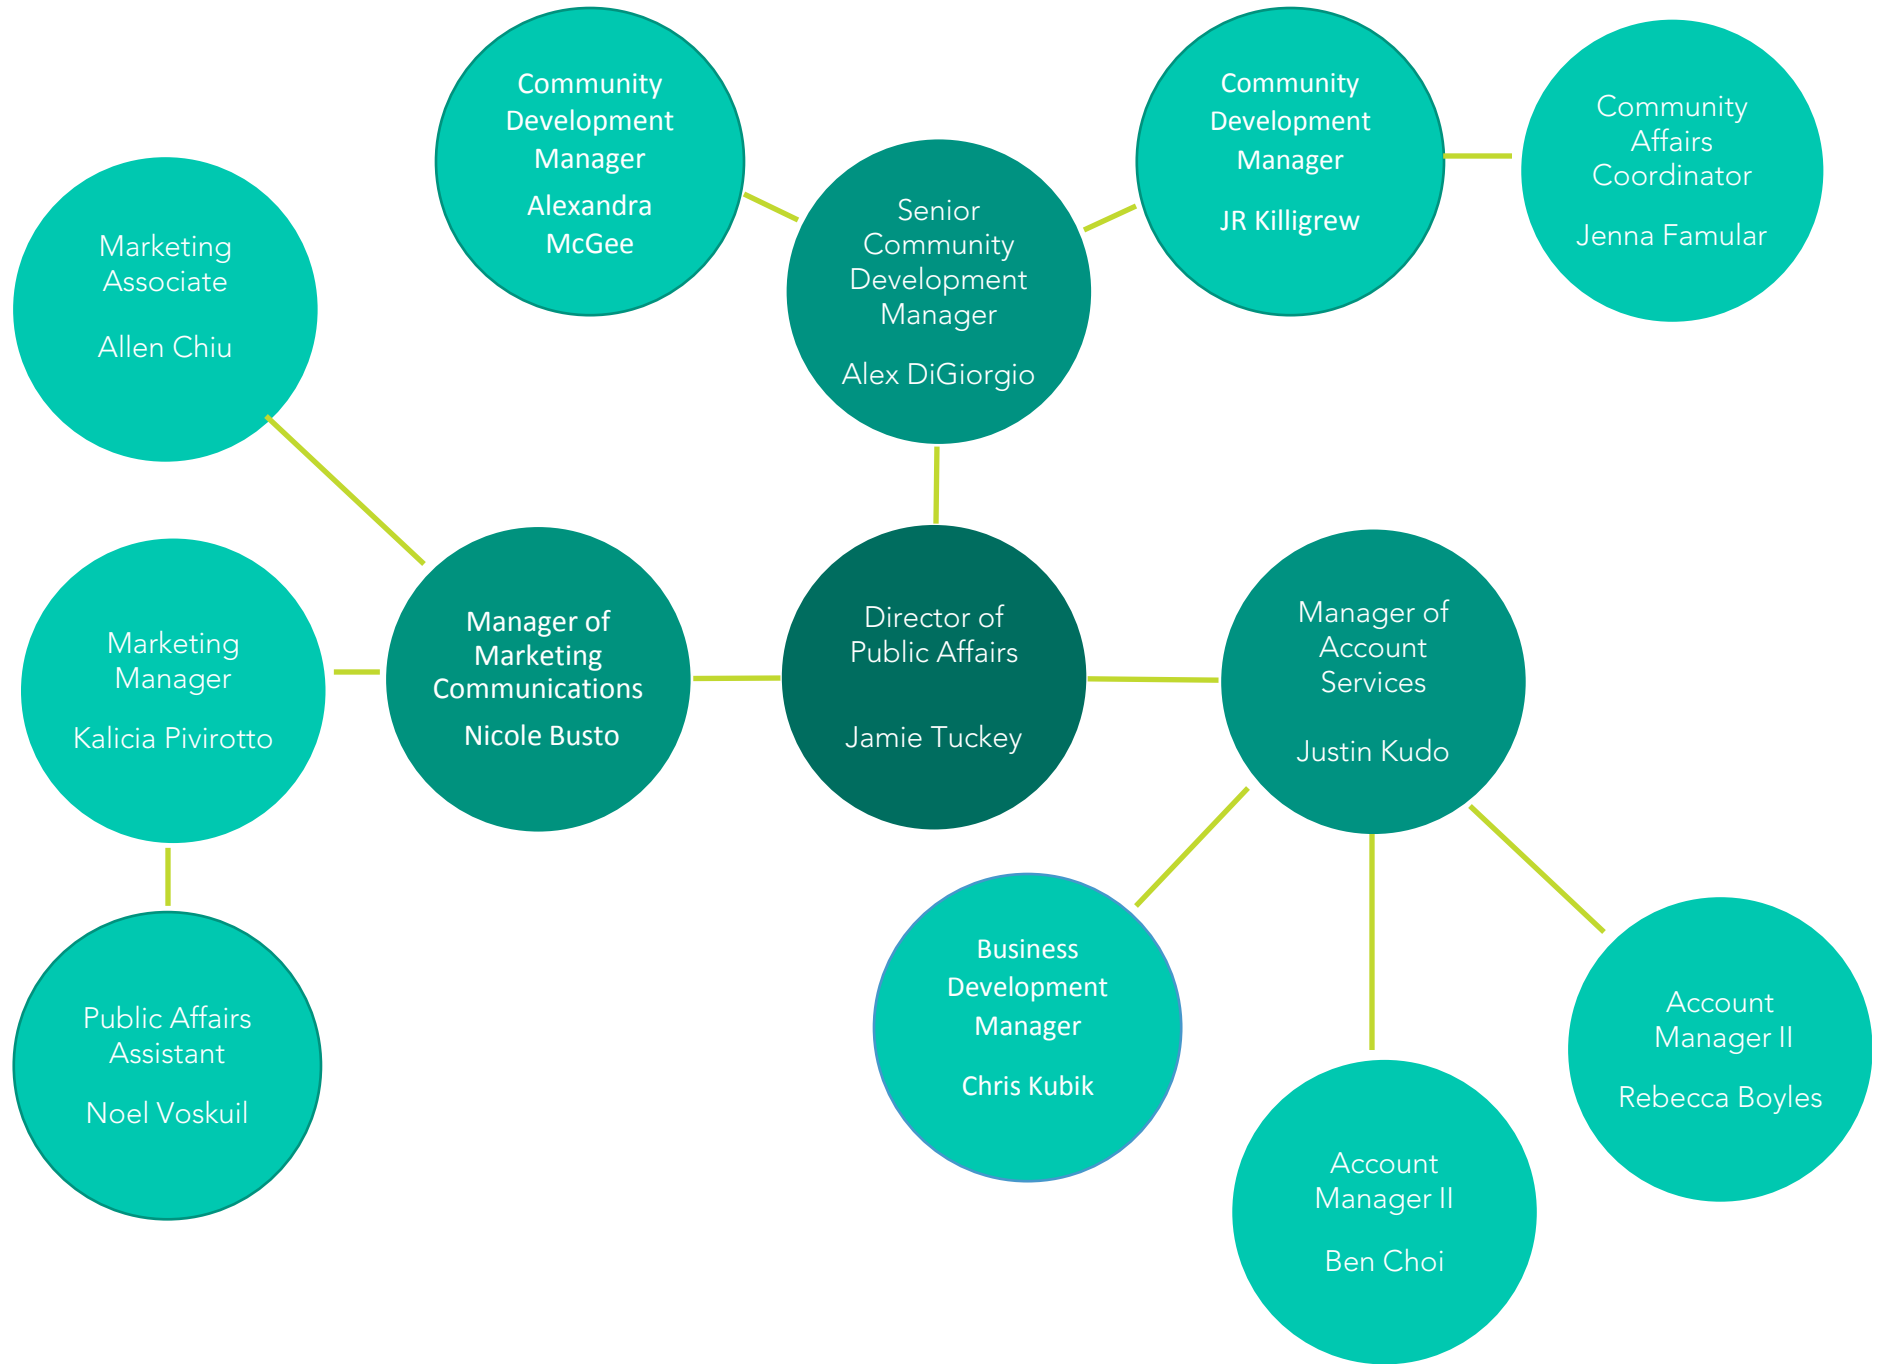 Community
Development
Manager
Alexandra
McGee
Community
Development
Manager
JR Killigrew
Community
Affairs
Coordinator
Jenna Famular
Senior
Community
Development
Manager
Alex DiGiorgio
Marketing
Associate
Allen Chiu
Marketing
Manager
Kalicia Pivirotto
Manager of
Marketing
Communications
Nicole Busto
Director of
Public Affairs
Jamie Tuckey
Manager of
Account
Services
Justin Kudo
Public Affairs
Assistant
Noel Voskuil
Business
Development
Manager
Chris Kubik
Account
Manager II
Ben Choi
Account
Manager II
Rebecca Boyles